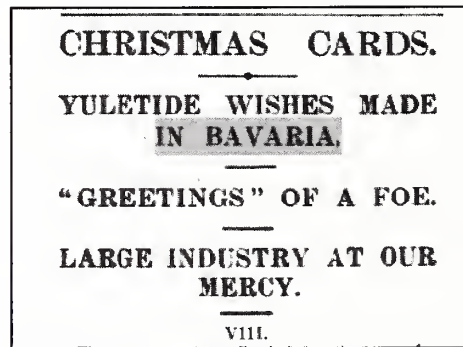 CHRISTMAS CARDS.
YULETIDE WISHES MADE
IN BAVARIA.
"GREETINGS" OF A FOE.
LARGE INDUSTRY AT OUR
MERCY.
VIII.